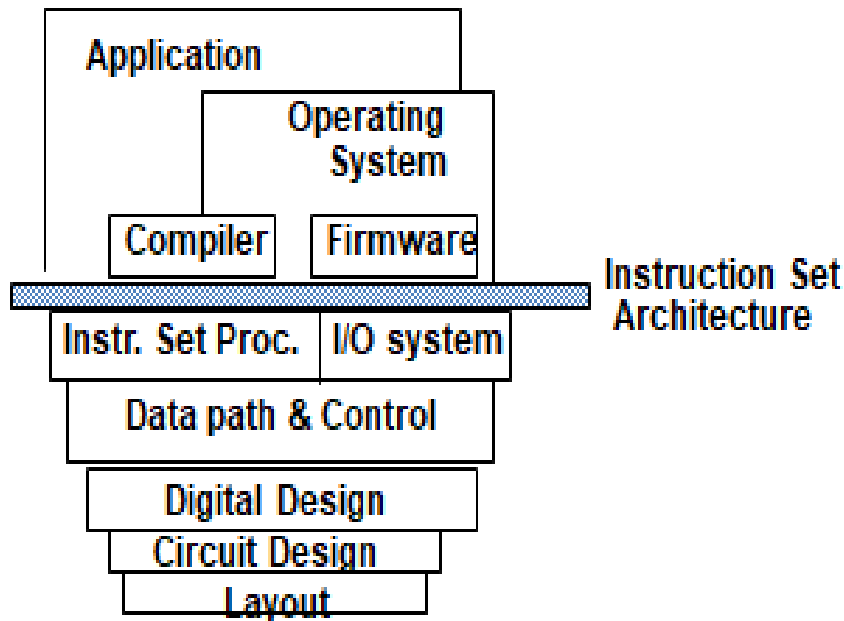 Application
Operating
System
Compiler
Firmware
Instruction Set
Architecture
Instr. Set Proc.
I/O system
Data path & Control
Digital Design
Circuit Design
Layout